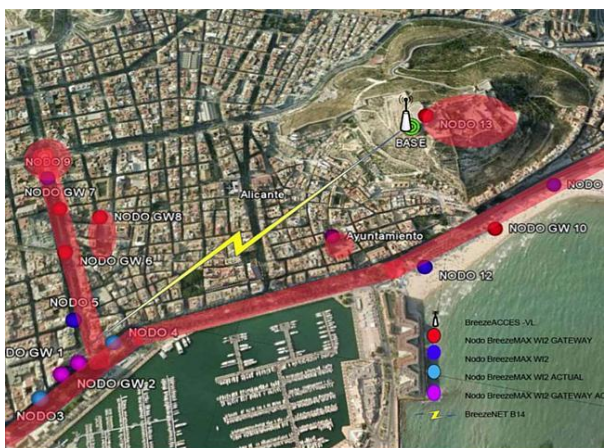 NODO 13
BASE
NODO 9
NODO GW 7
NODO
Alicante
NODO GW8
NODO GW 10
Ayuntamiento
NODO GW 6
NODO 12
NODO 5
NODO 4
DO GW 1
NODO GW 2
NODO3
BreezeACCES -VL
Nodo BreezeMAX WI2 GATEWAY
Nodo BreezeMAX WI2
Nodo BreezeMAX WI2 ACTUAL
Nodo BreezeMAX WI2 GATEWAY AC
BreezeNET B14